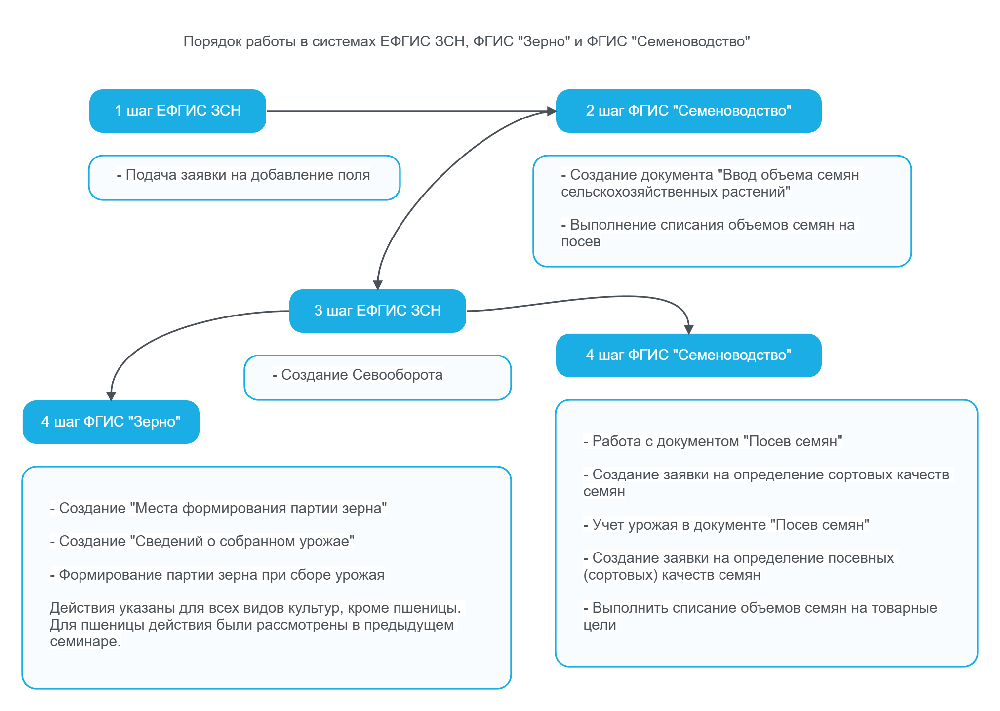 Порядок работы в системах ЕФГИС ЗСН, ФГИС "Зерно" и ФГИС "Семеноводство"
1 шаг ЕФГИС ЗСН
- Подача заявки на добавление поля
2 шаг ФГИС "Семеноводство"
- Создание документа "Ввод объема семян
сельскохозяйственных растений"
- Выполнение списания объемов семян на
посев
3 шаг ЕФГИС ЗСН
- Создание Севооборота
4 шаг ФГИС "Зерно"
- Создание "Места формирования партии зерна"
- Создание "Сведений о собранном урожае"
- Формирование партии зерна при сборе урожая
Действия указаны для всех видов культур, кроме пшеницы.
Для пшеницы действия были рассмотрены в предыдущем
семинаре.
4 шаг ФГИС "Семеноводство"
- Работа с документом "Посев семян"
- Создание заявки на определение сортовых качеств
семян
- Учет урожая в документе "Посев семян"
- Создание заявки на определение посевных
(сортовых) качеств семян
- Выполнить списание объемов семян на товарные
цели